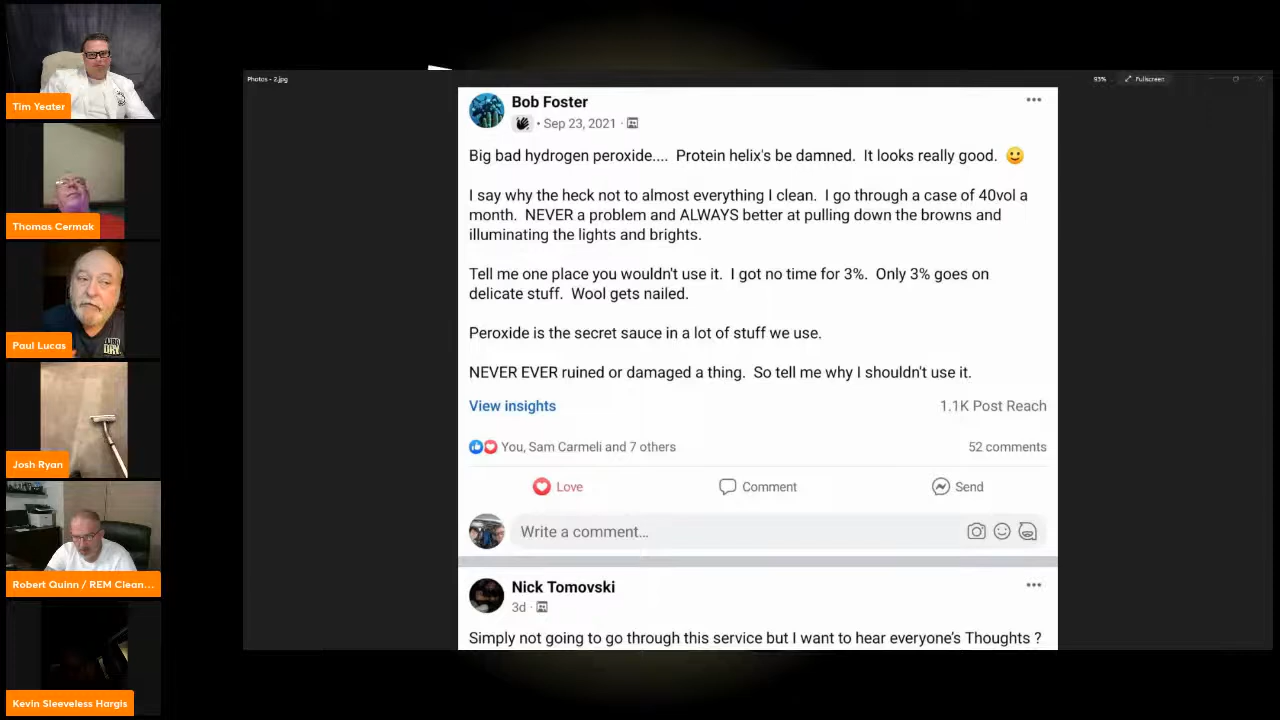 Tim Yeater
Thomas Cermak
Paul Lucas
Josh Ryan
Robert Quinn / REM Clean...
Kevin Sleeveless Hargis
Photos - 2.jpg
93%
Fullscreen
Bob Foster
• Sep 23, 2021 ·
Big bad hydrogen peroxide.... Protein helix's be damned. It looks really good. 🙂
I say why the heck not to almost everything I clean. I go through a case of 40vol a
month. NEVER a problem and ALWAYS better at pulling down the browns and
illuminating the lights and brights.
Tell me one place you wouldn't use it. I got no time for 3%. Only 3% goes on
delicate stuff. Wool gets nailed.
Peroxide is the secret sauce in a lot of stuff we use.
NEVER EVER ruined or damaged a thing. So tell me why I shouldn't use it.
View insights 1.1K Post Reach
You, Sam Carmeli and 7 others 52 comments
Love Comment Send
Write a comment...
Nick Tomovski
3d ·
Simply not going to go through this service but I want to hear everyone's Thoughts ?